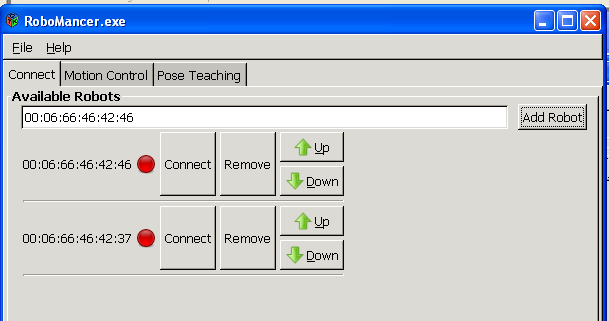 RoboMancer.exe
File Help
Connect Motion Control Pose Teaching
Available Robots
00:06:66:46:42:46 Add Robot
00:06:66:46:42:46 Connect Remove Up
Down
00:06:66:46:42:37 Connect Remove Up
Down